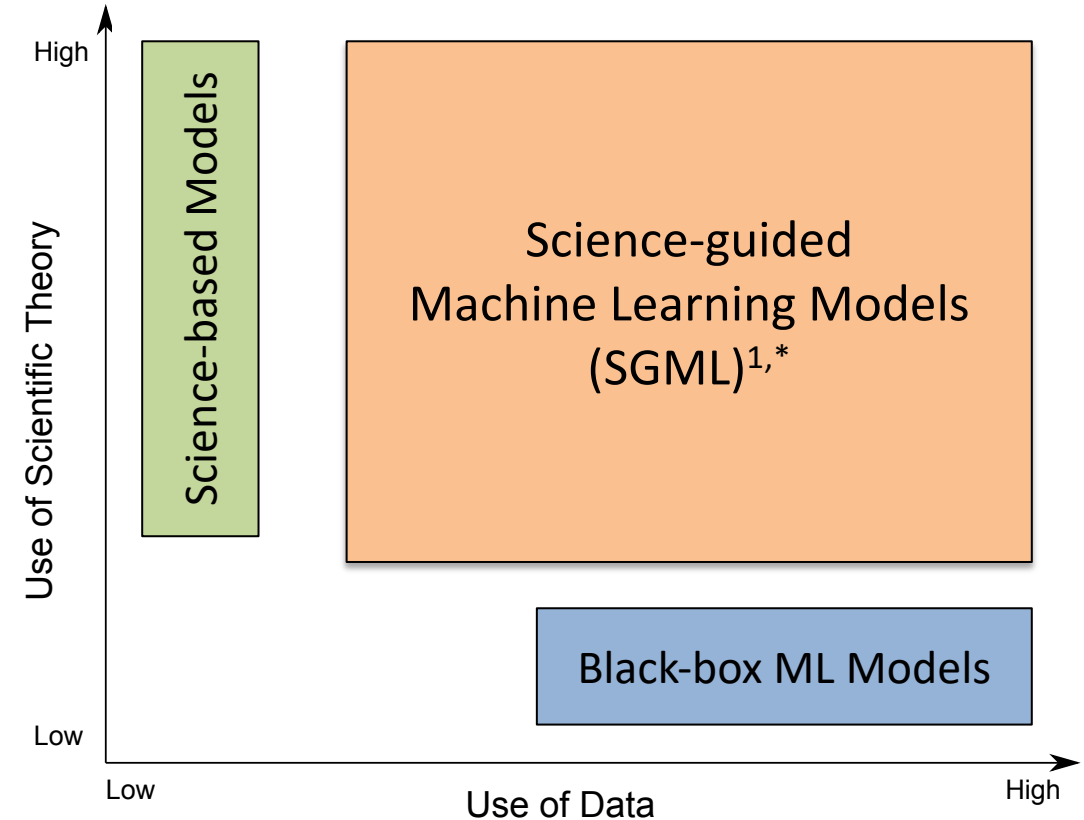 High
Use of Scientific Theory
Low
Science-based Models
Science-guided
Machine Learning Models
(SGML)1,*
Black-box ML Models
Low
Use of Data
High